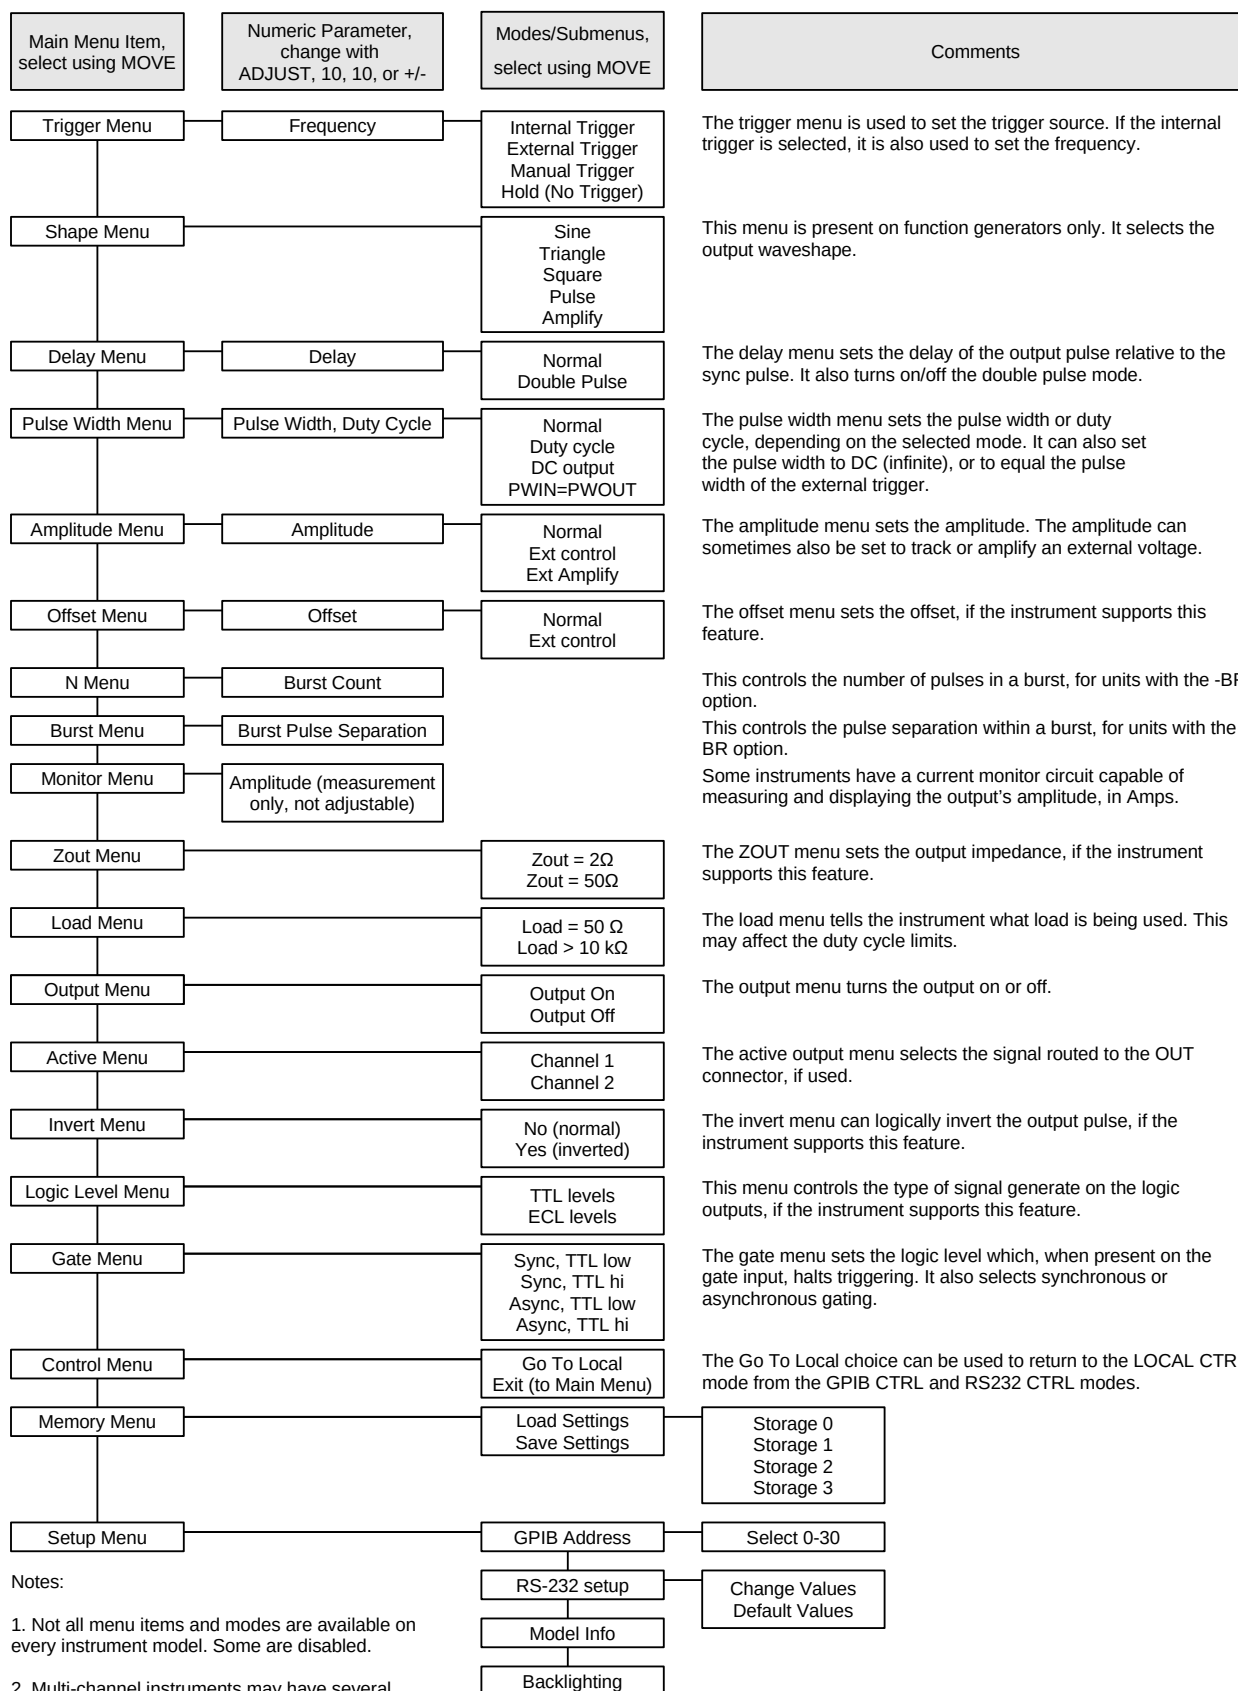 Main Menu Item,
select using MOVE
Numeric Parameter,
change with
ADJUST, 10, 10, or +/-
Modes/Submenus,
select using MOVE
Comments
Trigger Menu
Frequency
Internal Trigger
External Trigger
Manual Trigger
Hold (No Trigger)
The trigger menu is used to set the trigger source. If the internal
trigger is selected, it is also used to set the frequency.
Shape Menu
Sine
Triangle
Square
Pulse
Amplify
This menu is present on function generators only. It selects the
output waveshape.
Delay Menu
Delay
Normal
Double Pulse
The delay menu sets the delay of the output pulse relative to the
sync pulse. It also turns on/off the double pulse mode.
Pulse Width Menu
Pulse Width, Duty Cycle
Normal
Duty cycle
DC output
PWIN=PWOUT
The pulse width menu sets the pulse width or duty
cycle, depending on the selected mode. It can also set
the pulse width to DC (infinite), or to equal the pulse
width of the external trigger.
Amplitude Menu
Amplitude
Normal
Ext control
Ext Amplify
The amplitude menu sets the amplitude. The amplitude can
sometimes also be set to track or amplify an external voltage.
Offset Menu
Offset
Normal
Ext control
The offset menu sets the offset, if the instrument supports this
feature.
N Menu
Burst Count
This controls the number of pulses in a burst, for units with the
option.
Burst Menu
Burst Pulse Separation
This controls the pulse separation within a burst, for units with the
BR option.
Monitor Menu
Amplitude (measurement
only, not adjustable)
Some instruments have a current monitor circuit capable of
measuring and displaying the output’s amplitude, in Amps.
Zout Menu
Zout = 2Ω
Zout = 50Ω
The ZOUT menu sets the output impedance, if the instrument
supports this feature.
Load Menu
Load = 50 Ω
Load > 10 kΩ
The load menu tells the instrument what load is being used. This
may affect the duty cycle limits.
Output Menu
Output On
Output Off
The output menu turns the output on or off.
Active Menu
Channel 1
Channel 2
The active output menu selects the signal routed to the OUT
connector, if used.
Invert Menu
No (normal)
Yes (inverted)
The invert menu can logically invert the output pulse, if the
instrument supports this feature.
Logic Level Menu
TTL levels
ECL levels
This menu controls the type of signal generate on the logic
outputs, if the instrument supports this feature.
Gate Menu
Sync, TTL low
Sync, TTL hi
Async, TTL low
Async, TTL hi
The gate menu sets the logic level which, when present on the
gate input, halts triggering. It also selects synchronous or
asynchronous gating.
Control Menu
Go To Local
Exit (to Main Menu)
The Go To Local choice can be used to return to the LOCAL
mode from the GPIB CTRL and RS232 CTRL modes.
Memory Menu
Load Settings
Save Settings
Storage 0
Storage 1
Storage 2
Storage 3
Setup Menu
GPIB Address
Select 0-30
RS-232 setup
Change Values
Default Values
Model Info
Backlighting
Notes:
1. Not all menu items and modes are available on
every instrument model. Some are disabled.
2. Multi-channel instruments may have several